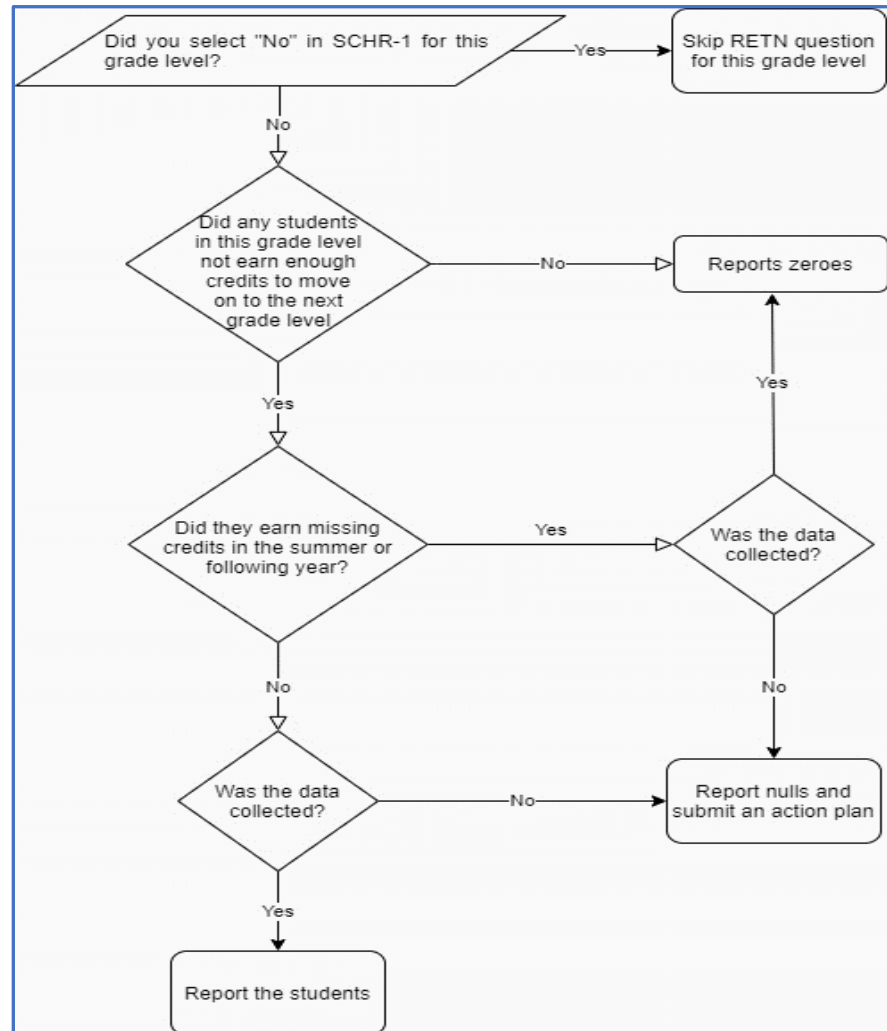 Did you select "No" in SCHR-1 for this
grade level?
Yes
Skip RETN question
for this grade level
No
Did any students
in this grade level
not earn enough
credits to move
on to the next
grade level
No
Reports zeroes
Yes
Yes
Did they earn missing
credits in the summer or
following year?
Yes
Was the data
collected?
No
No
Was the data
collected?
No
Report nulls and
submit an action plan
Yes
Report the students